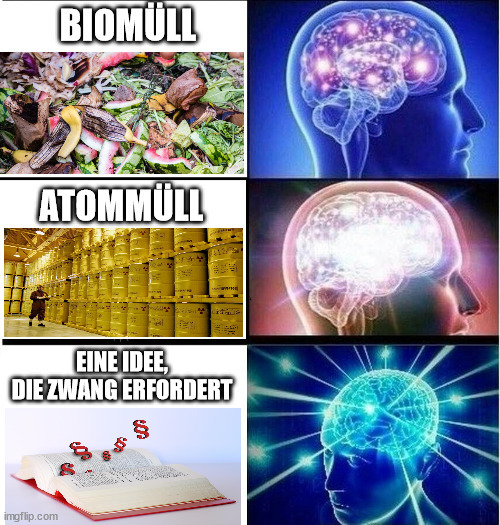 BIOMÜLL
ATOMMÜLL
EINE IDEE,
DIE ZWANG ERFORDERT
§ § § § §
imgflip.com